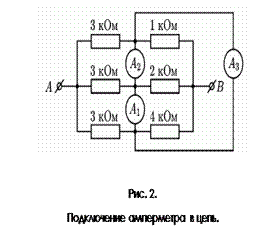 3 кОм 1 кОм
A₂ A₃
A 3 кОм 2 кОм B
A₁
3 кОм 4 кОм
Рис. 2.
Подключение амперметра в цепь.